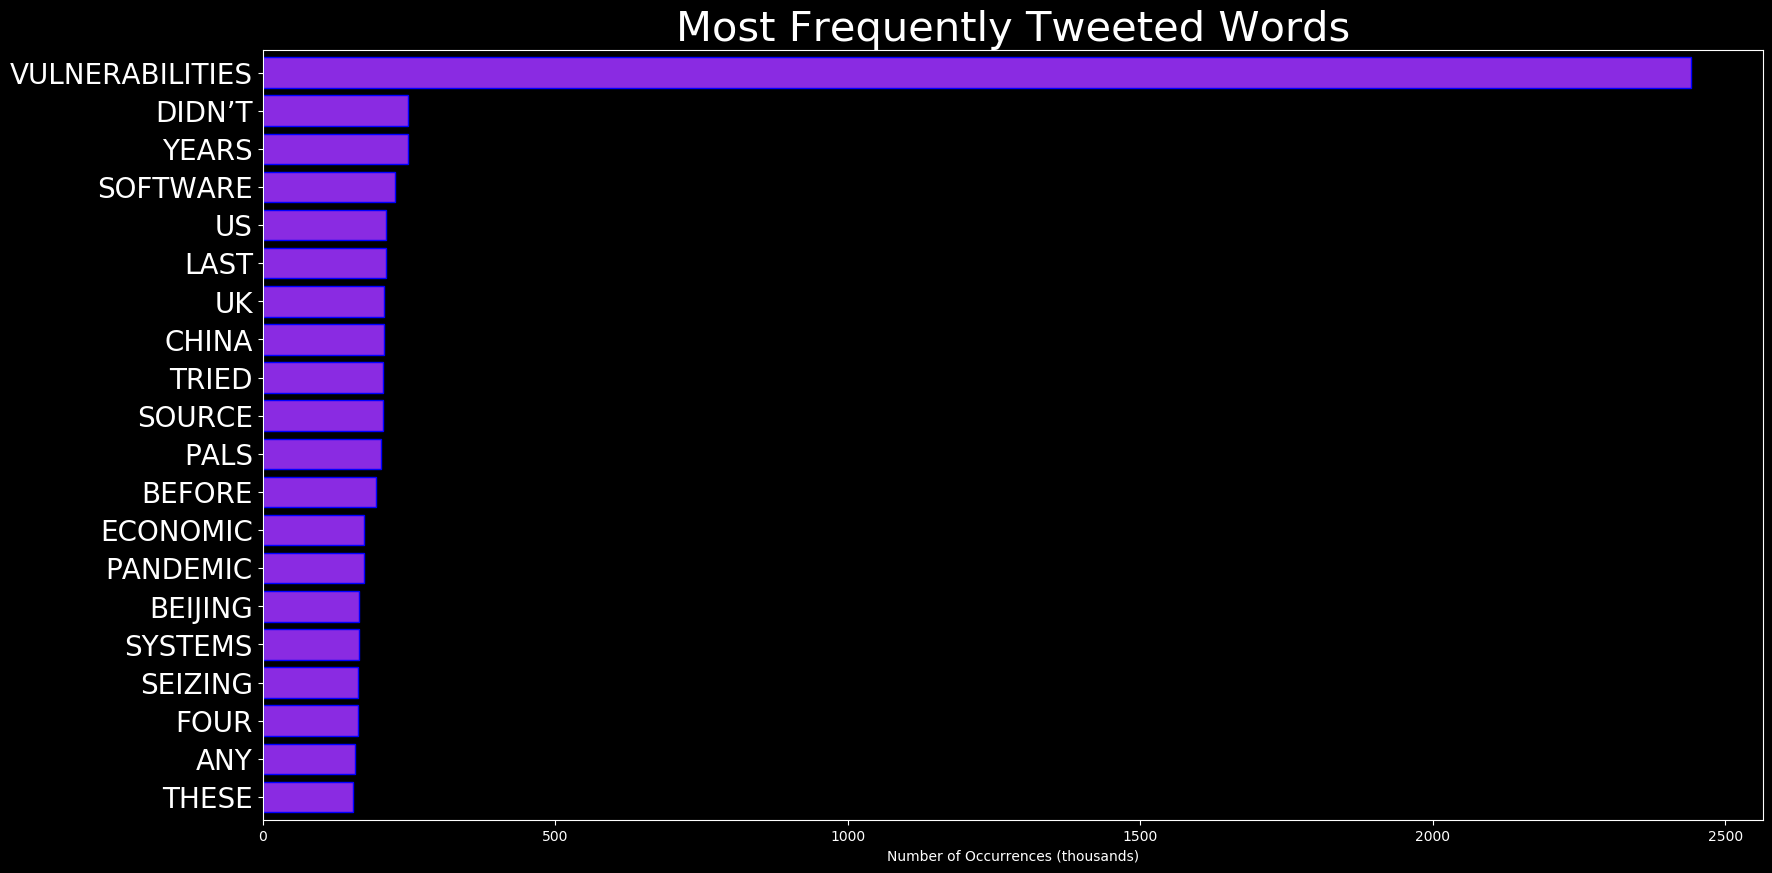 Most Frequently Tweeted Words
VULNERABILITIES
DIDN’T
YEARS
SOFTWARE
US
LAST
UK
CHINA
TRIED
SOURCE
PALS
BEFORE
ECONOMIC
PANDEMIC
BEIJING
SYSTEMS
SEIZING
FOUR
ANY
THESE
0 500 1000 1500 2000 2500
Number of Occurrences (thousands)